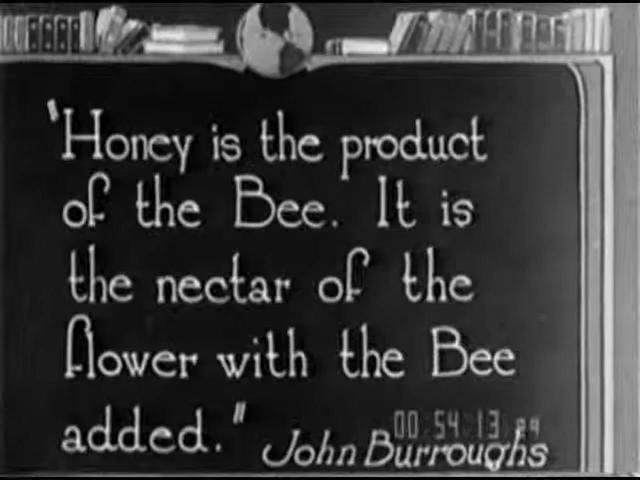 "Honey is the product
of the Bee. It is
the nectar of the
flower with the Bee
added."
00:54:13
John Burroughs